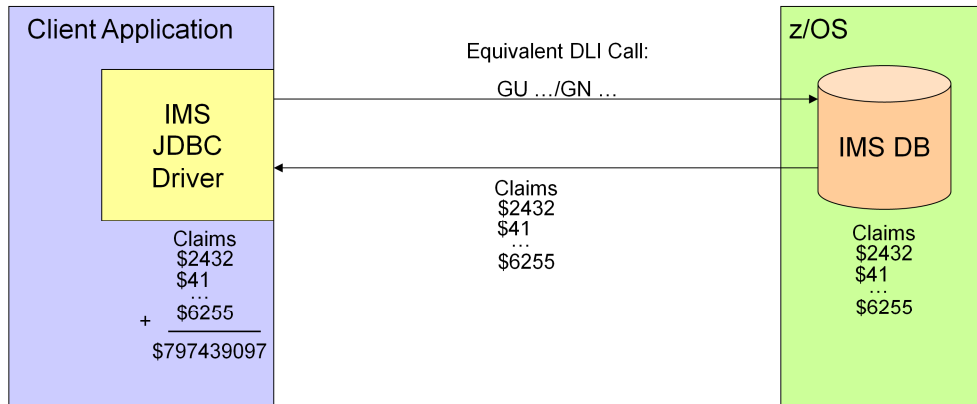 Client Application
IMS
JDBC
Driver
Claims
$2432
$41
...
$6255
+
$797439097
Equivalent DLI Call:
GU .../GN ...
Claims
$2432
$41
...
$6255
z/OS
IMS DB
Claims
$2432
$41
...
$6255